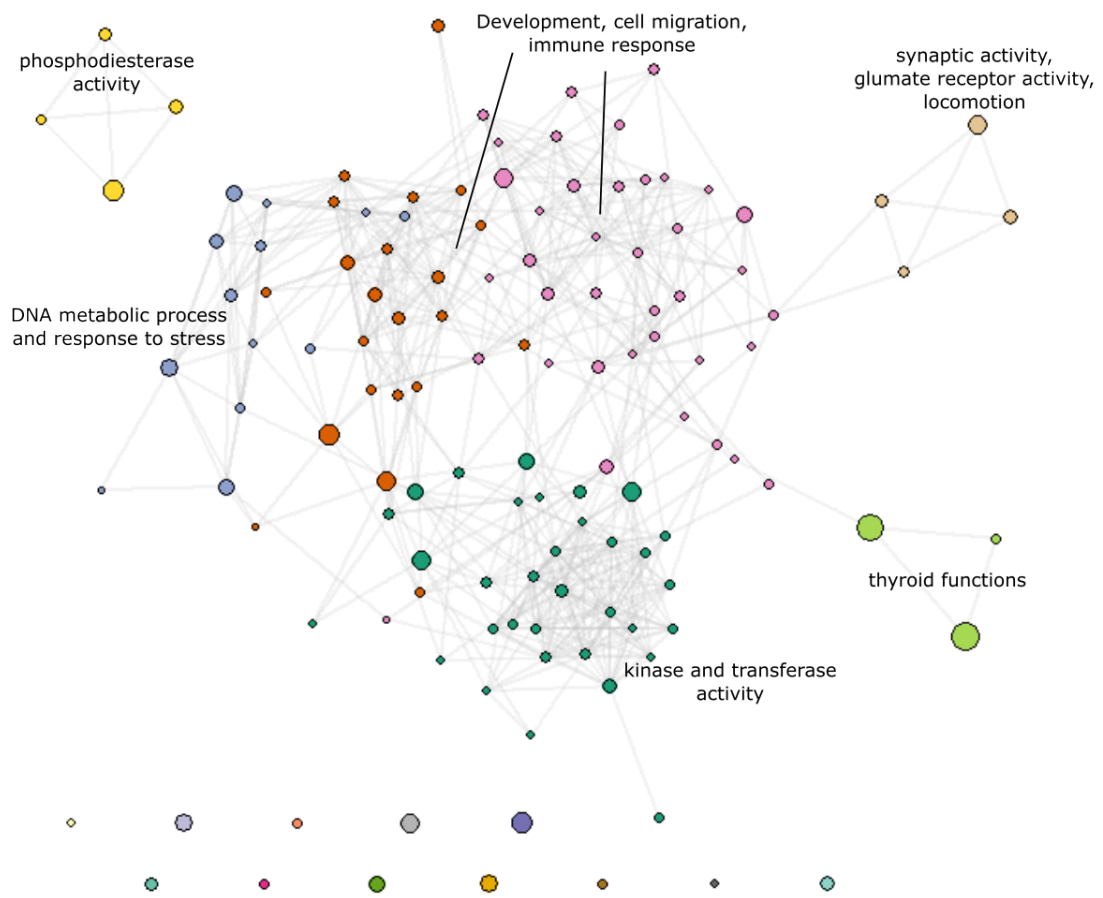 Development, cell migration,
immune response
phosphodiesterase
activity
synaptic activity,
glumate receptor activity,
locomotion
DNA metabolic process
and response to stress
thyroid functions
kinase and transferase
activity